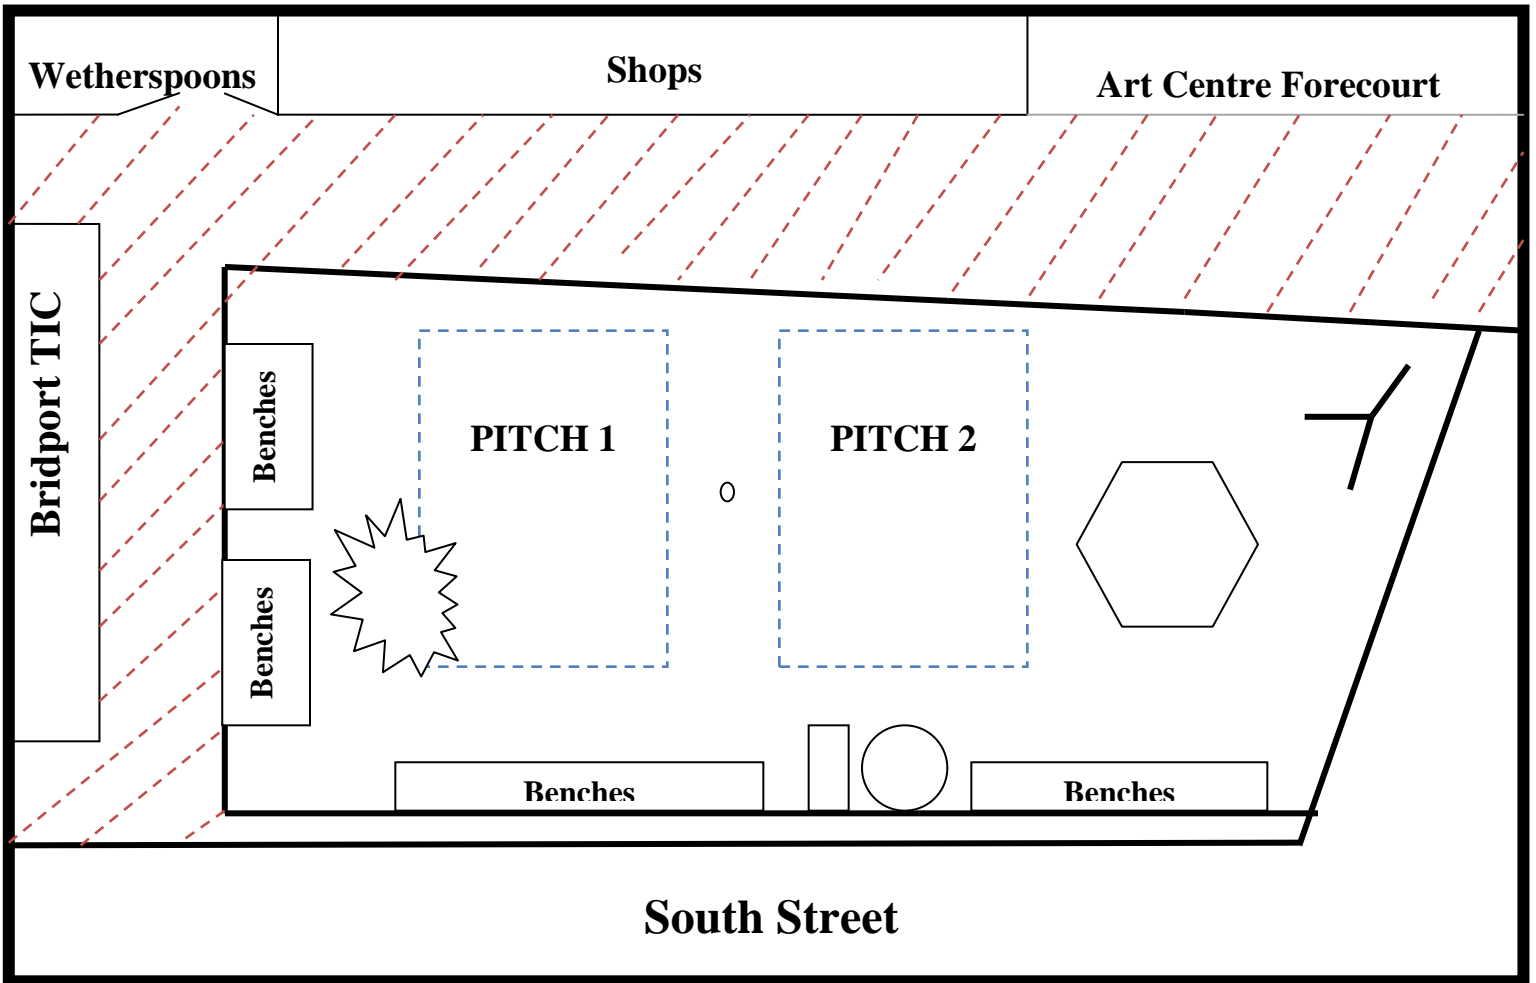 Wetherspoons
Shops
Art Centre Forecourt
Bridport TIC
Benches
PITCH 1
PITCH 2
Benches
Benches
Benches
South Street